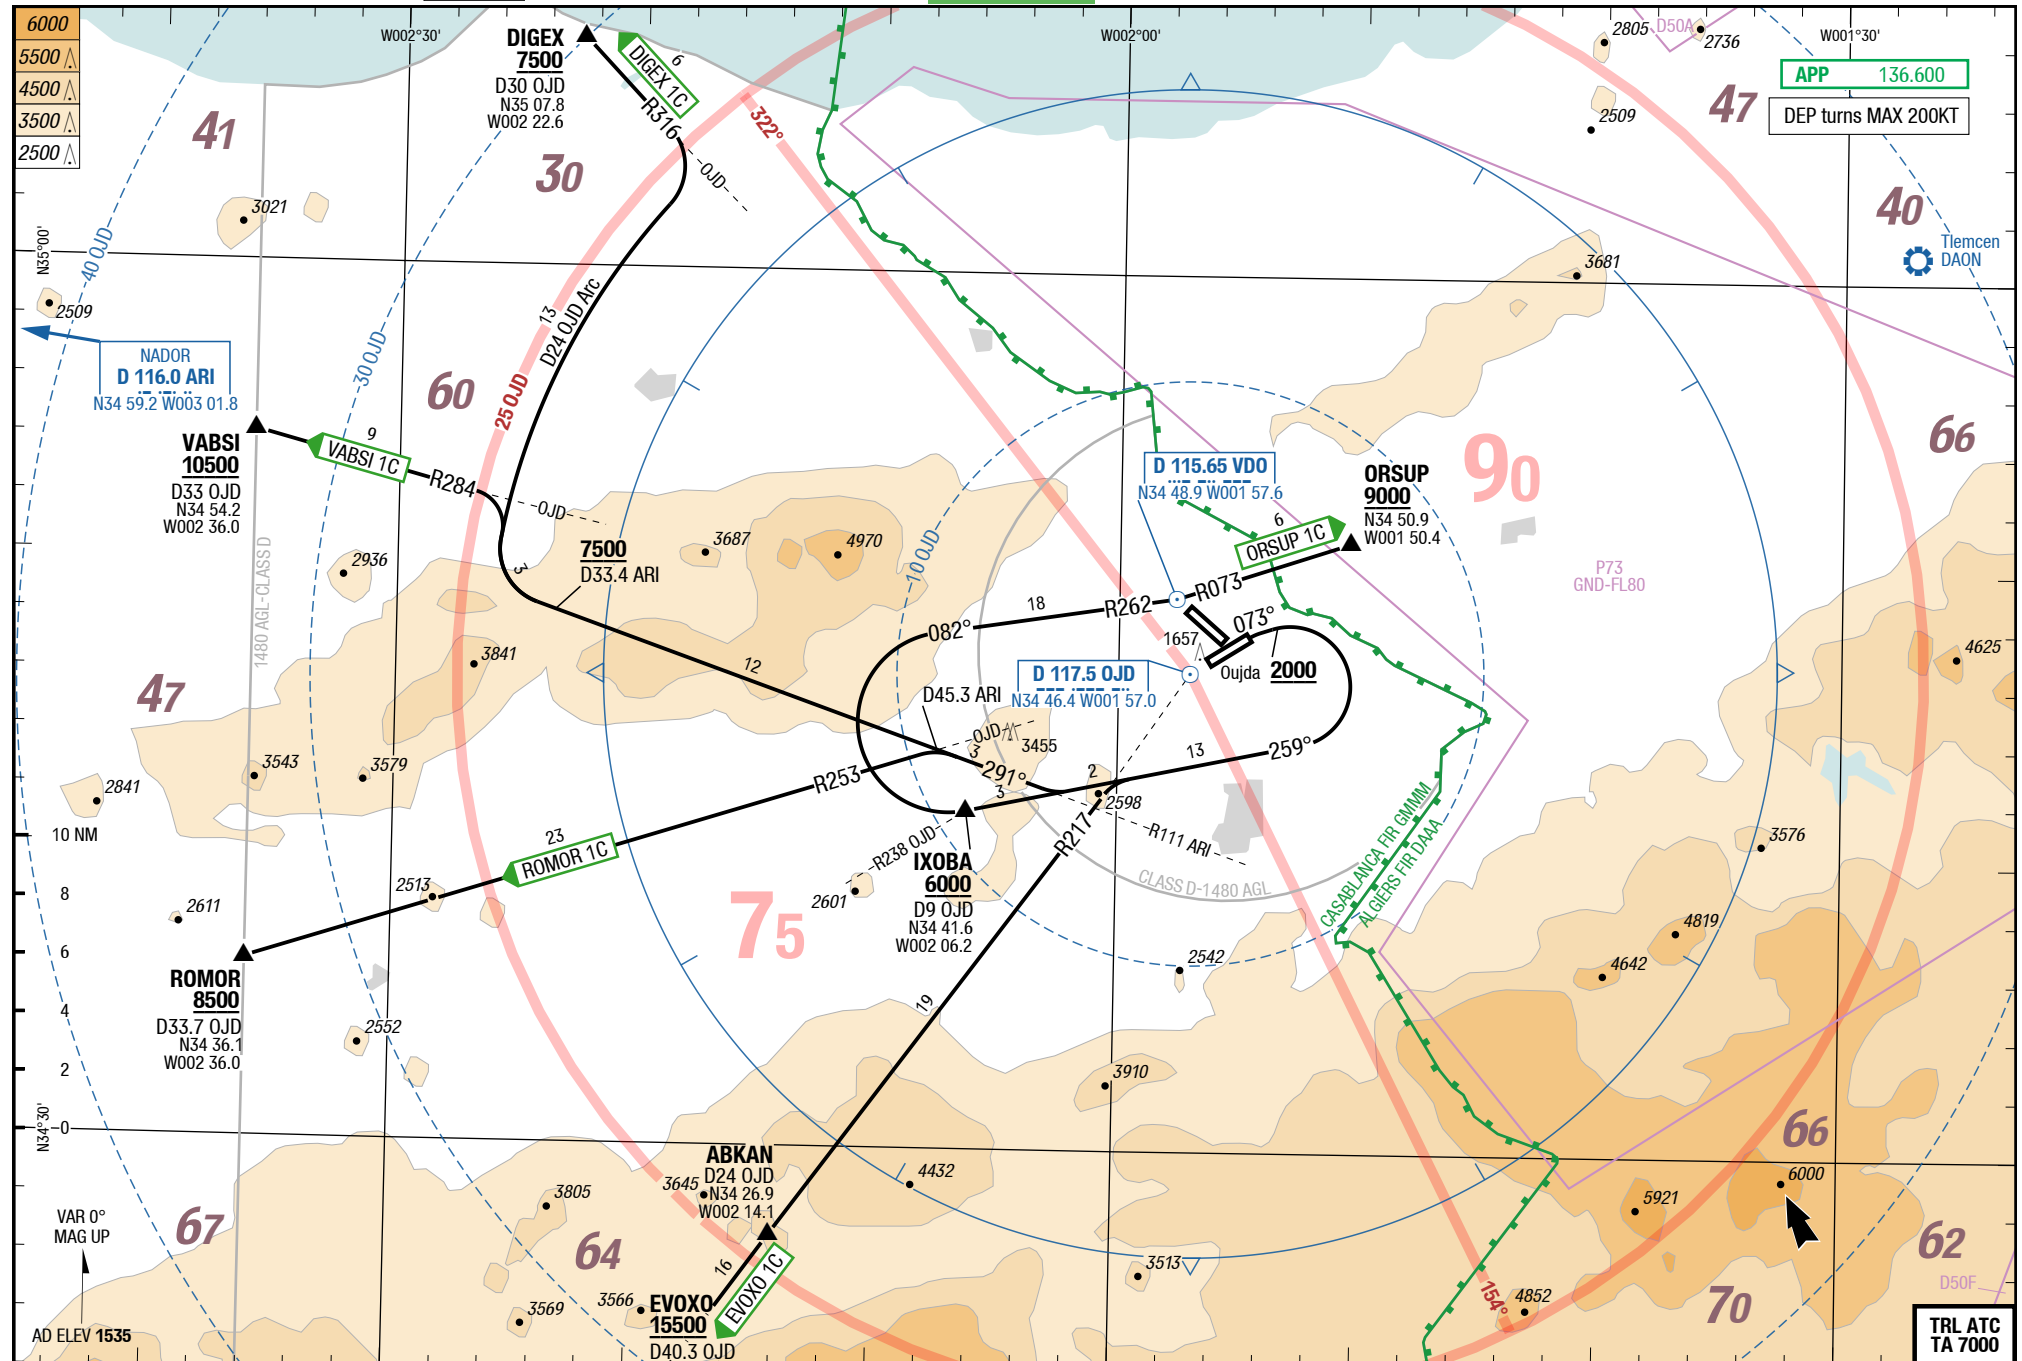 6000
5500
4500
3500
2500
W002°30'
W002°00'
W001°30'
DIGEX
7500
D30 OJD
N35 07.8
W002 22.6
6
DIGEX 1C
R316
OJD
322°
2805
D50A
2736
APP 136.600
DEP turns MAX 200KT
2509
41
30
47
40
3021
N35°00'
40 OJD
2509
30 OJD
13
D24 OJD Arc
3681
Tlemcen
DAON
NADOR
D 116.0 ARI
N34 59.2 W003 01.8
60
25 OJD
66
90
VABSI
10500
D33 OJD
N34 54.2
W002 36.0
9
VABSI 1C
R284
OJD
D 115.65 VDO
N34 48.9 W001 57.6
ORSUP
9000
N34 50.9
W001 50.4
6
ORSUP 1C
R073
1480 AGL-CLASS D
2936
3
7500
D33.4 ARI
3687
4970
10 OJD
P73
GND-FL80
18
R262
082°
073°
1657
Oujda
2000
4625
3841
12
D 117.5 OJD
N34 46.4 W001 57.0
D45.3 ARI
OJD
3455
47
3543
3579
2841
R253
3
291°
3
2
13
259°
2598
R111 ARI
10 NM
8
6
4
2
0
23
ROMOR 1C
2513
2611
R238 OJD
2601
IXOBA
6000
D9 OJD
N34 41.6
W002 06.2
R217
CLASS D-1480 AGL
CASABLANCA FIR GMMM
ALGIERS FIR DAAA
3576
75
ROMOR
8500
D33.7 OJD
N34 36.1
W002 36.0
2552
19
2542
4819
4642
3910
N34°30'
66
ABKAN
D24 OJD
N34 26.9
W002 14.1
3645
4432
3805
6000
5921
VAR 0°
MAG UP
67
64
62
D50F
70
3513
16
EVOXO 1C
3569
3566
EVOXO
15500
D40.3 OJD
154°
4852
AD ELEV 1535
TRL ATC
TA 7000